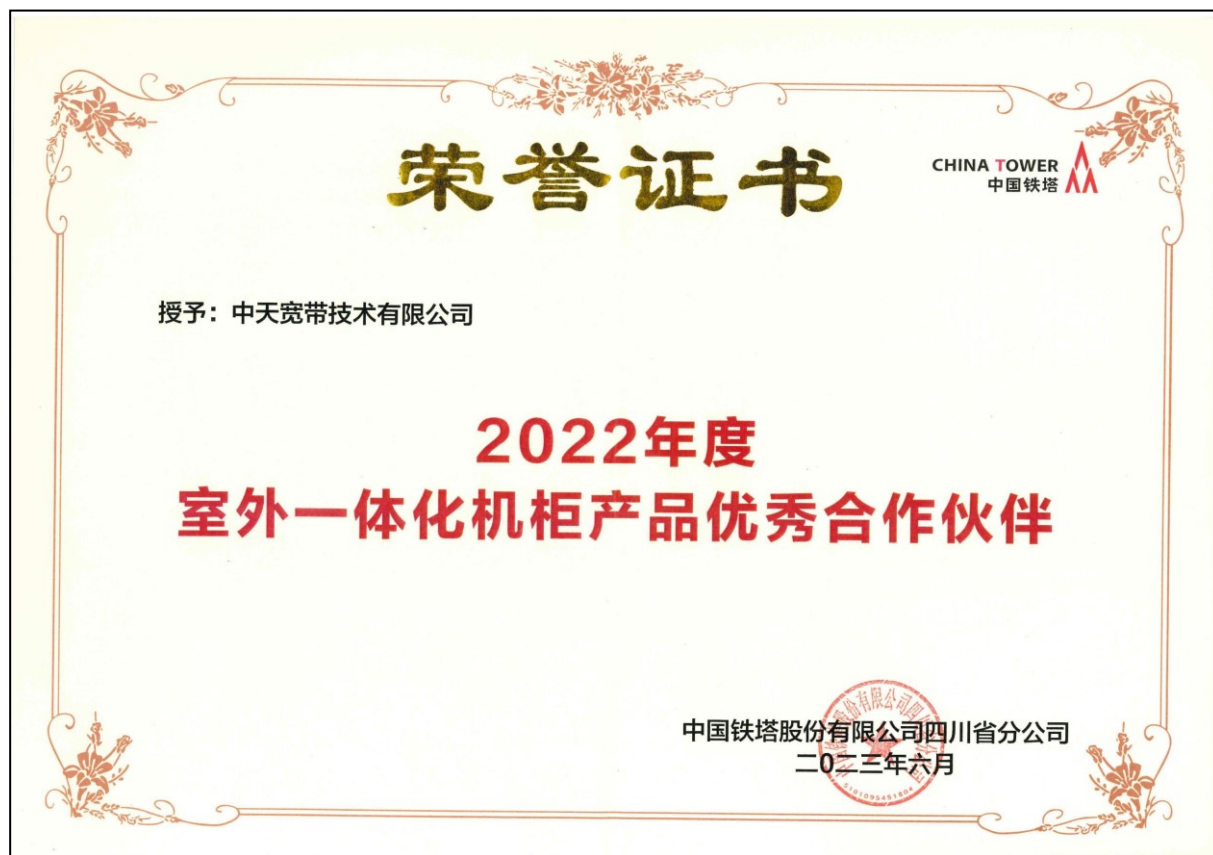 荣誉证书
CHINA TOWER
中国铁塔
授予：中天宽带技术有限公司
2022年度
室外一体化机柜产品优秀合作伙伴
中国铁塔股份有限公司四川省分公司
二〇二三年六月